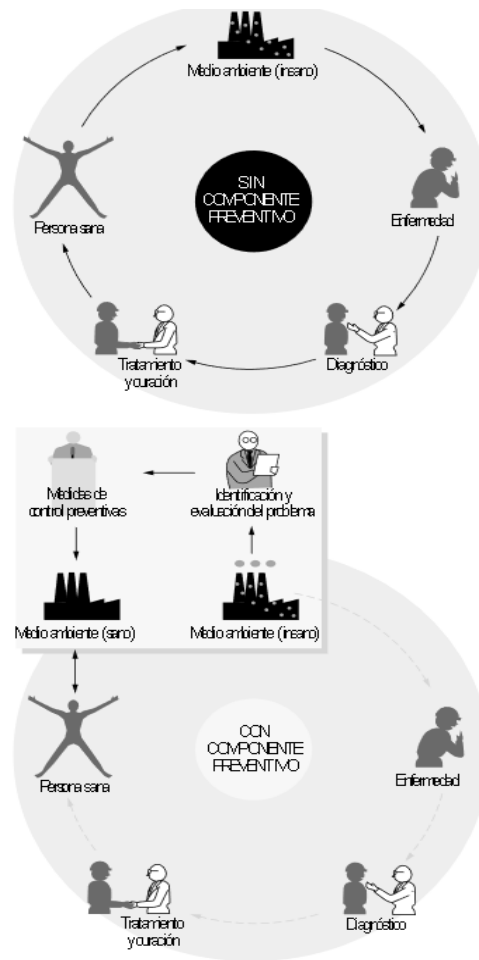 Medio ambiente (insano)
SIN
COMPONENTE
PREVENTIVO
Persona sana
Enfermedad
Tratamiento
y curación
Diagnóstico
Medidas de
control preventivas
Identificación y
evaluación del problema
Medio ambiente (sano)
Medio ambiente (insano)
CON
COMPONENTE
PREVENTIVO
Persona sana
Enfermedad
Tratamiento
y curación
Diagnóstico